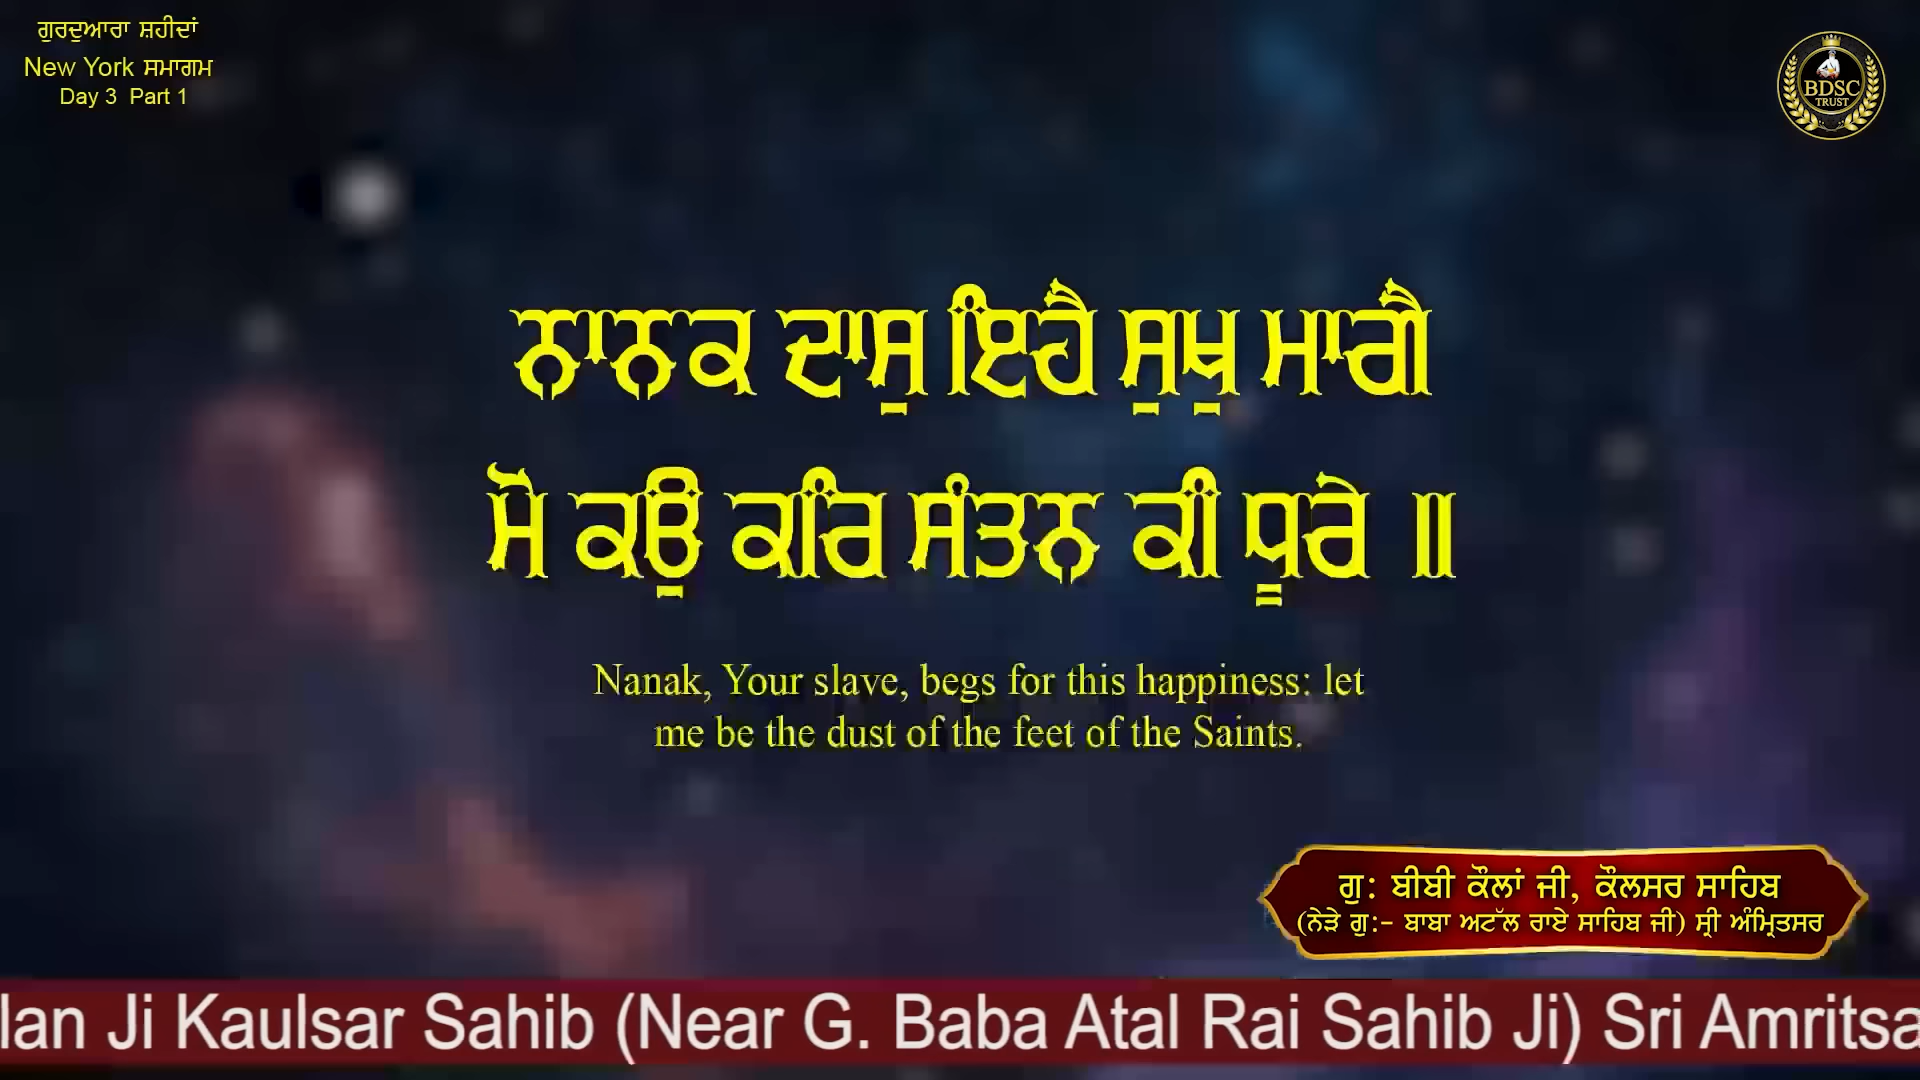 ਗੁਰਦੁਆਰਾ ਸ਼ਹੀਦਾਂ
New York ਸਮਾਗਮ
Day 3 Part 1
BDSC
TRUST
ਨਾਨਕ ਦਾਸੁ ਇਹੈ ਸੁਖੁ ਮਾਗੈ
ਮੋ ਕਉ ਕਰਿ ਸੰਤਨ ਕੀ ਧੂਰੇ ॥
Nanak, Your slave, begs for this happiness: let
me be the dust of the feet of the Saints.
ਗੁ: ਬੀਬੀ ਕੌਲਾਂ ਜੀ, ਕੌਲਸਰ ਸਾਹਿਬ
(ਨੇੜੇ ਗੁ:- ਬਾਬਾ ਅਟੱਲ ਰਾਏ ਸਾਹਿਬ ਜੀ) ਸ੍ਰੀ ਅੰਮ੍ਰਿਤਸਰ
lan Ji Kaulsar Sahib (Near G. Baba Atal Rai Sahib Ji) Sri Amritsa